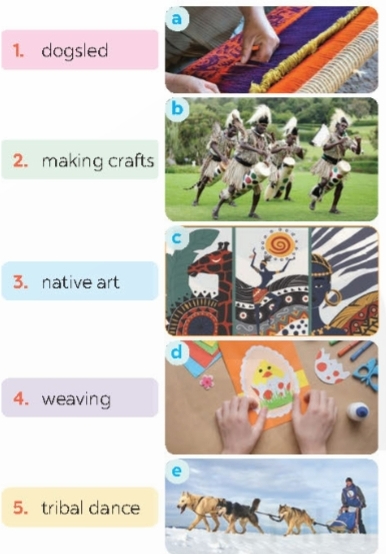 a
1. dogsled
b
2. making crafts
c
3. native art
d
4. weaving
e
5. tribal dance